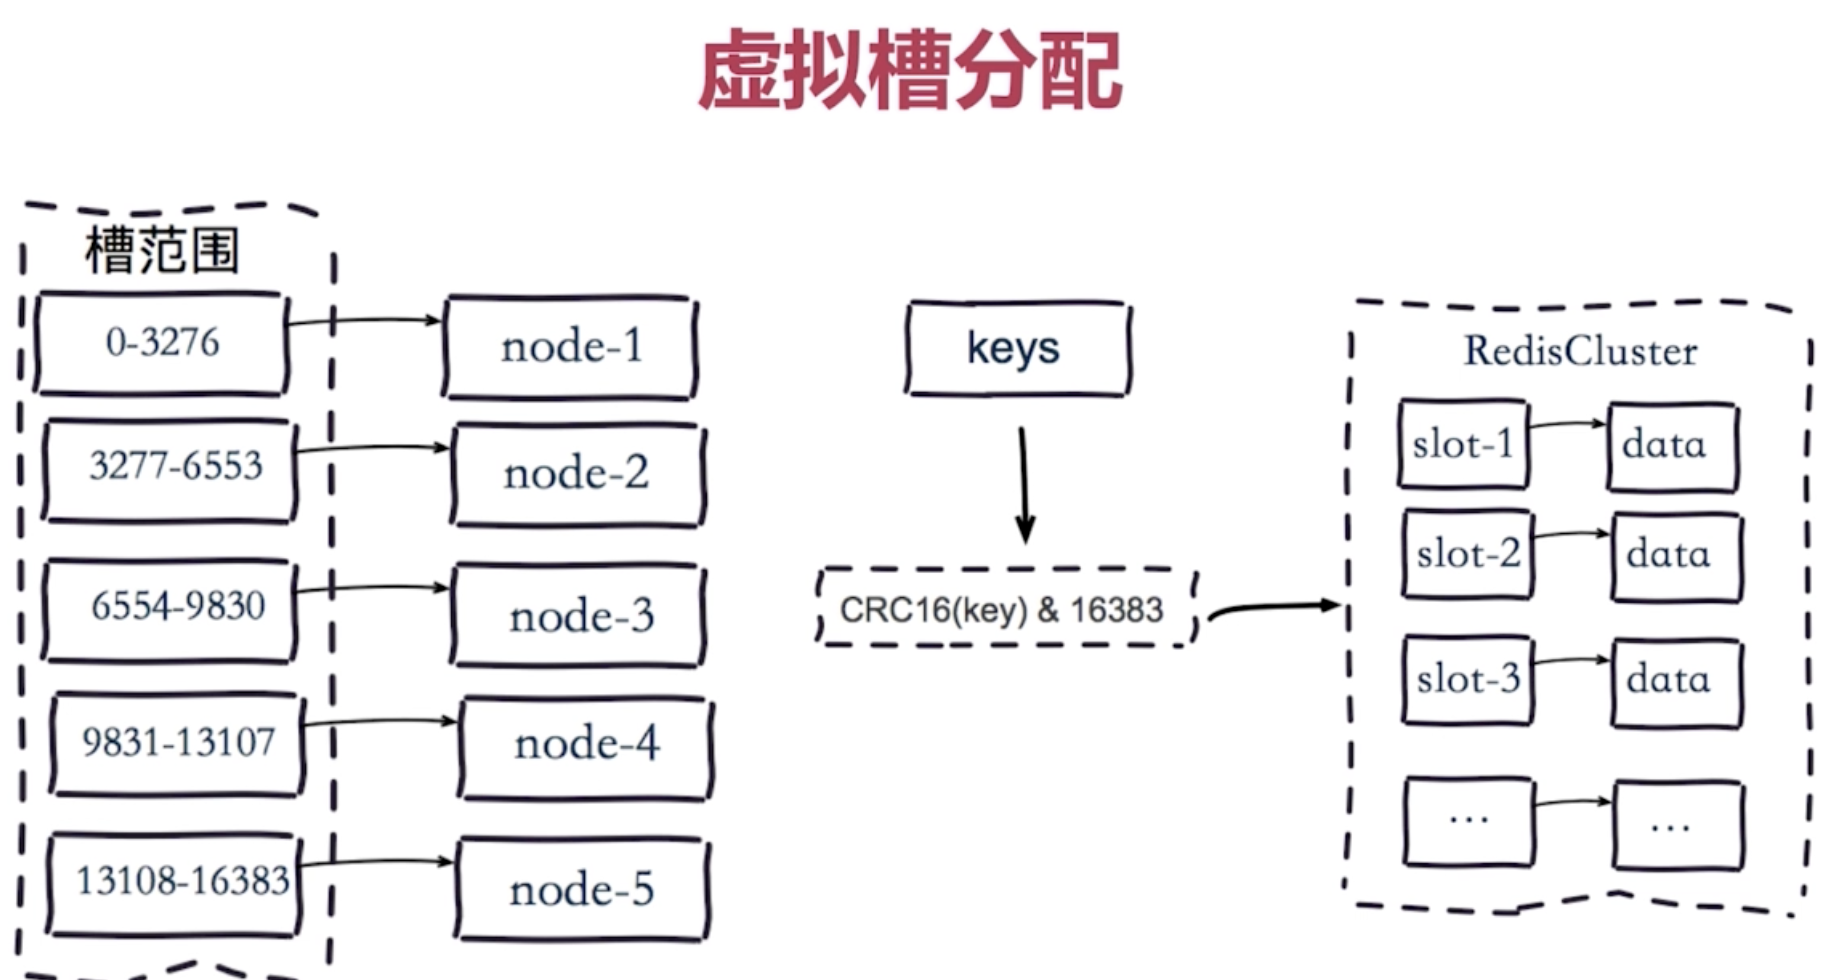 虚拟槽分配
槽范围
0-3276
node-1
3277-6553
node-2
6554-9830
node-3
9831-13107
node-4
13108-16383
node-5
keys
CRC16(key) & 16383
RedisCluster
slot-1
data
slot-2
data
slot-3
data
...
...